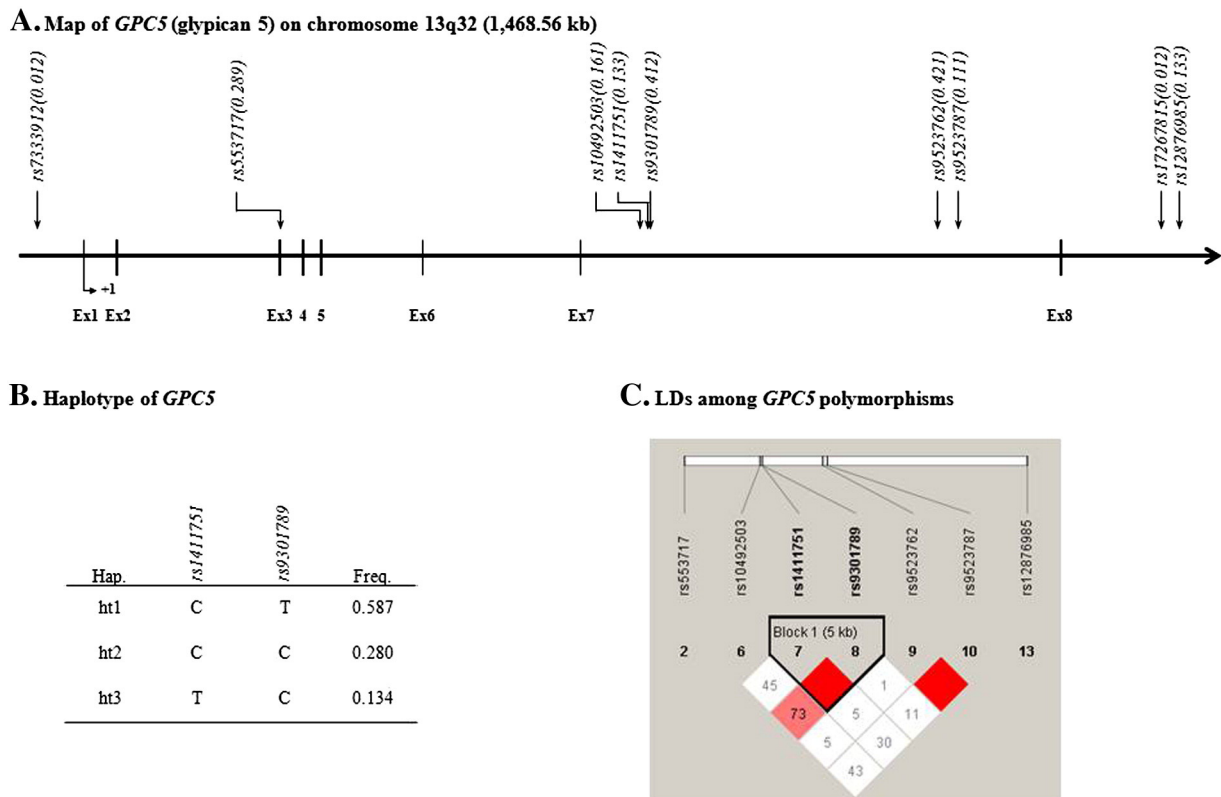 A. Map of GPC5 (glypican 5) on chromosome 13q32 (1,468.56 kb)
rs7333912(0.012)
rs553717(0.289)
rs10492503(0.161)
rs1411751(0.133)
rs9301789(0.412)
rs9523762(0.421)
rs9523787(0.111)
rs17267815(0.012)
rs12876985(0.133)
+1
Ex1 Ex2 Ex3 4 5 Ex6 Ex7 Ex8
B. Haplotype of GPC5
Hap. rs1411751 rs9301789 Freq.
ht1 C T 0.587
ht2 C C 0.280
ht3 T C 0.134
C. LDs among GPC5 polymorphisms
rs553717
rs10492503
rs1411751
rs9301789
rs9523762
rs9523787
rs12876985
Block 1 (5 kb)
2 6 7 8 9 10 13
45 1
73 5 11
5 30
43